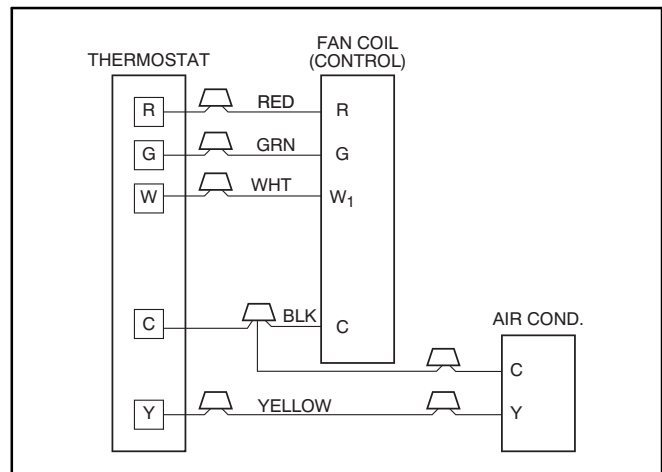 THERMOSTAT
FAN COIL
(CONTROL)
R RED R
G GRN G
W WHT W₁
C BLK C
AIR COND.
C
Y YELLOW Y